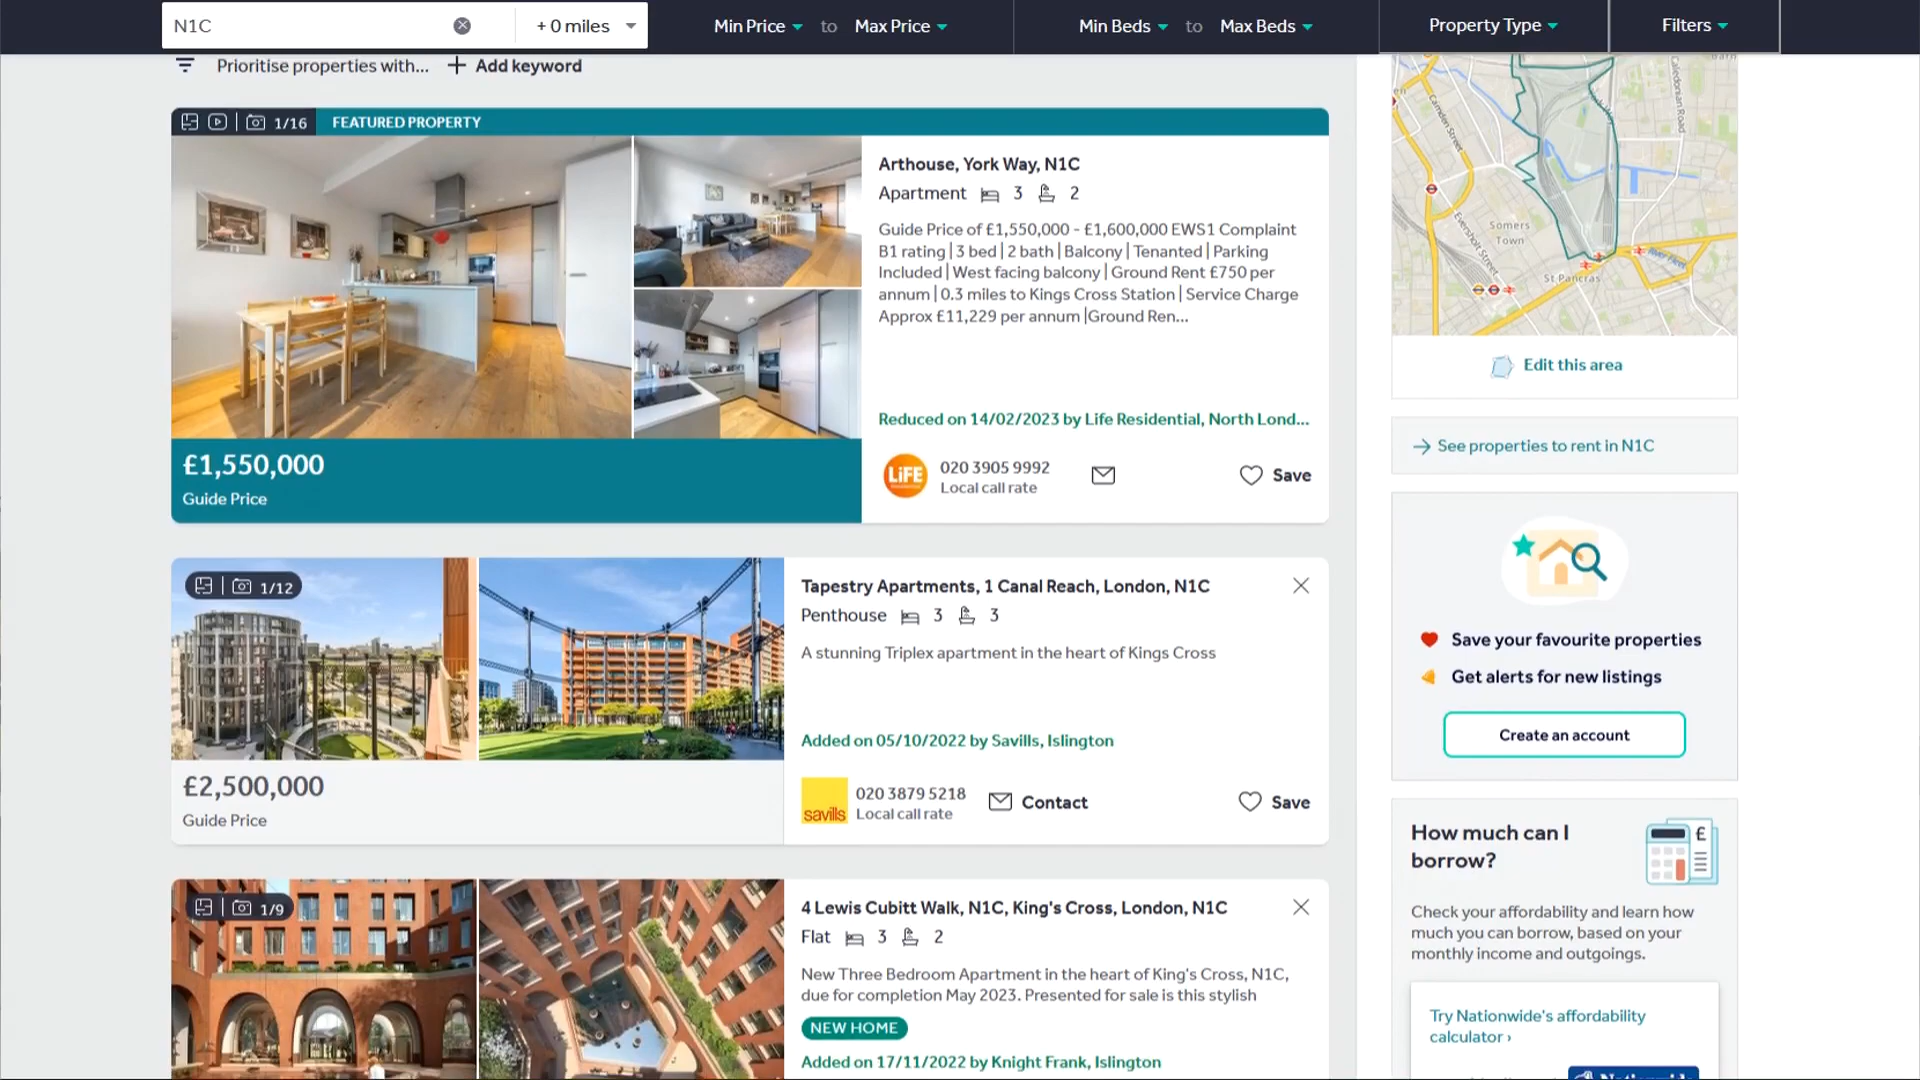 N1C
+ 0 miles
Min Price to Max Price
Min Beds to Max Beds
Property Type
Filters
Prioritise properties with... + Add keyword
1/16
FEATURED PROPERTY
Arthouse, York Way, N1C
Apartment 3 2
Guide Price of £1,550,000 - £1,600,000 EWS1 Complaint
B1 rating | 3 bed | 2 bath | Balcony | Tenanted | Parking
Included | West facing balcony | Ground Rent £750 per
annum | 0.3 miles to Kings Cross Station | Service Charge
Approx £11,229 per annum |Ground Ren...
Reduced on 14/02/2023 by Life Residential, North Lond...
£1,550,000
Guide Price
LiFE
020 3905 9992
Local call rate
Save
1/12
Tapestry Apartments, 1 Canal Reach, London, N1C
Penthouse 3 3
A stunning Triplex apartment in the heart of Kings Cross
Added on 05/10/2022 by Savills, Islington
£2,500,000
Guide Price
savills
020 3879 5218
Local call rate
Contact
Save
1/9
4 Lewis Cubitt Walk, N1C, King's Cross, London, N1C
Flat 3 2
New Three Bedroom Apartment in the heart of King's Cross, N1C,
due for completion May 2023. Presented for sale is this stylish
NEW HOME
Added on 17/11/2022 by Knight Frank, Islington
Camden Street
Caledonian Road
Eversholt Street
Somers
Town
St Pancras
Edit this area
See properties to rent in N1C
Save your favourite properties
Get alerts for new listings
Create an account
How much can I
borrow?
£
Check your affordability and learn how
much you can borrow, based on your
monthly income and outgoings.
Try Nationwide's affordability
calculator ›